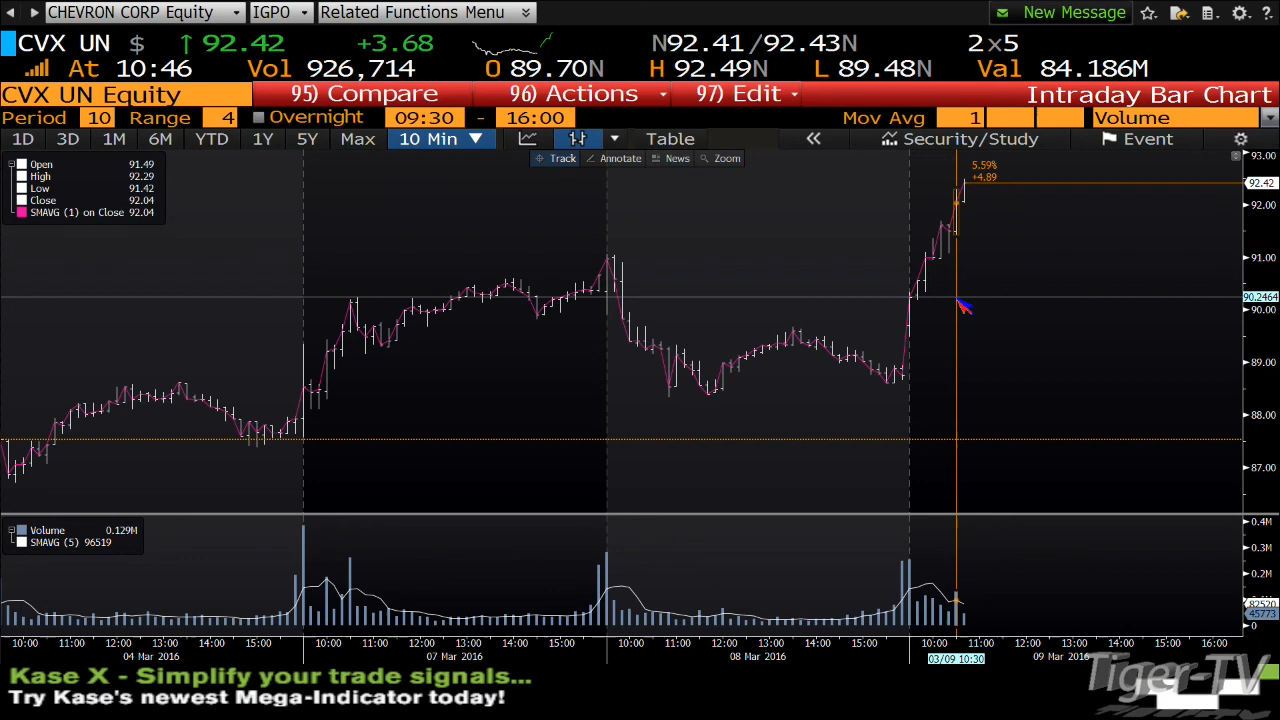 CHEVRON CORP Equity IGPO Related Functions Menu New Message
CVX UN $ ↑ 92.42 +3.68 N92.41/92.43N 2×5
At 10:46 Vol 926,714 O 89.70N H 92.49N L 89.48N Val 84.186M
CVX UN Equity 95) Compare 96) Actions 97) Edit Intraday Bar Chart
Period 10 Range 4 Overnight 09:30 - 16:00 Mov Avg 1 Volume
1D 3D 1M 6M YTD 1Y 5Y Max 10 Min ▼ Table « Security/Study Event
Track Annotate News Zoom
Open 91.49
High 92.29
Low 91.42
Close 92.04
SMAVG (1) on Close 92.04
5.59%
+4.89
93.00
92.42
92.00
91.00
90.2464
90.00
89.00
88.00
87.00
Volume 0.129M
SMAVG (5) 96519
0.4M
0.3M
0.2M
82520
45773
0
10:00 11:00 12:00 13:00 14:00 15:00 10:00 11:00 12:00 13:00 14:00 15:00 10:00 11:00 12:00 13:00 14:00 15:00 10:00 11:00 12:00 13:00 14:00 15:00 16:00
04 Mar 2016 07 Mar 2016 08 Mar 2016 03/09 10:30 09 Mar 2016
Kase X - Simplify your trade signals...
Try Kase's newest Mega-Indicator today!
Tiger-TV